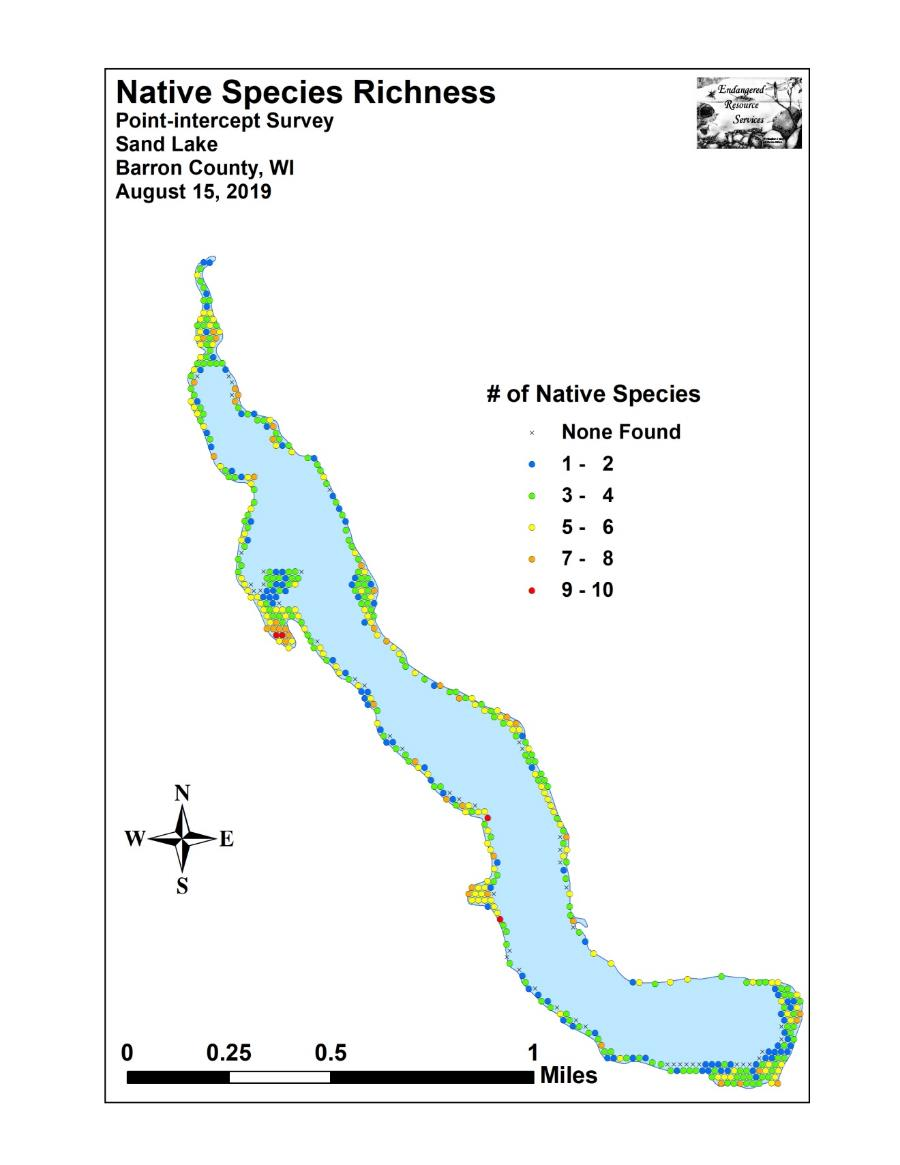 Native Species Richness
Point-intercept Survey
Sand Lake
Barron County, WI
August 15, 2019
Endangered
Resource
Services
# of Native Species
None Found
1 - 2
3 - 4
5 - 6
7 - 8
9 - 10
N
W E
S
0 0.25 0.5 1
Miles